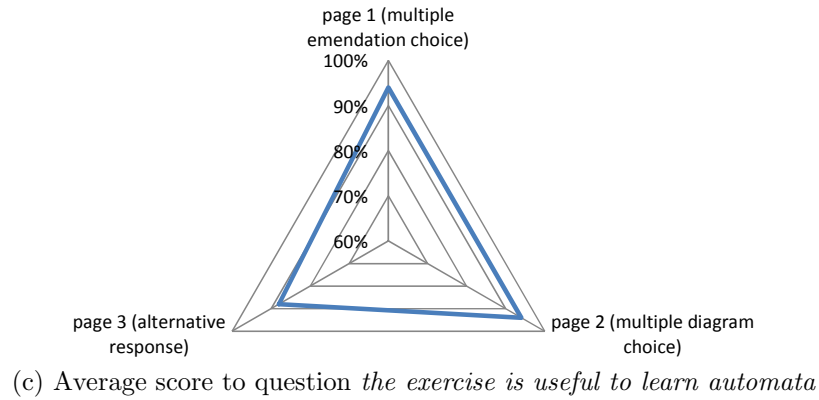 page 1 (multiple
emendation choice)
100%
90%
80%
70%
60%
page 3 (alternative
response)
page 2 (multiple diagram
choice)
(c) Average score to question the exercise is useful to learn automata